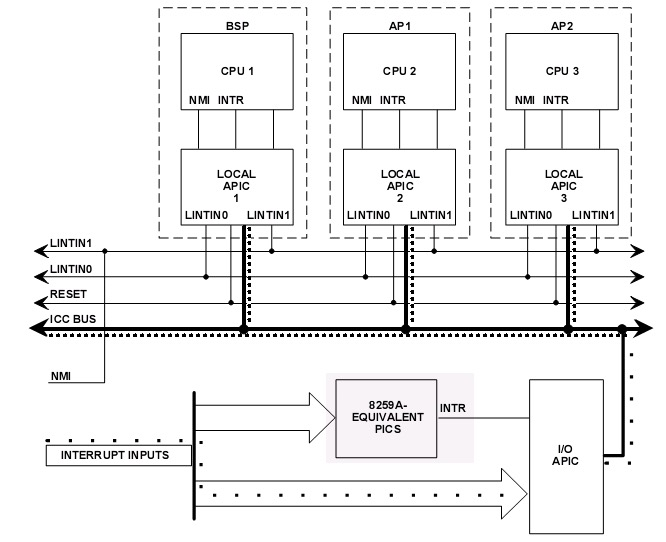 BSP
AP1
AP2
CPU 1
CPU 2
CPU 3
NMI INTR
NMI INTR
NMI INTR
LOCAL
APIC
1
LOCAL
APIC
2
LOCAL
APIC
3
LINTIN0
LINTIN1
LINTIN0
LINTIN1
LINTIN0
LINTIN1
LINTIN1
LINTIN0
RESET
ICC BUS
NMI
8259A-
EQUIVALENT
PICS
INTR
INTERRUPT INPUTS
I/O
APIC